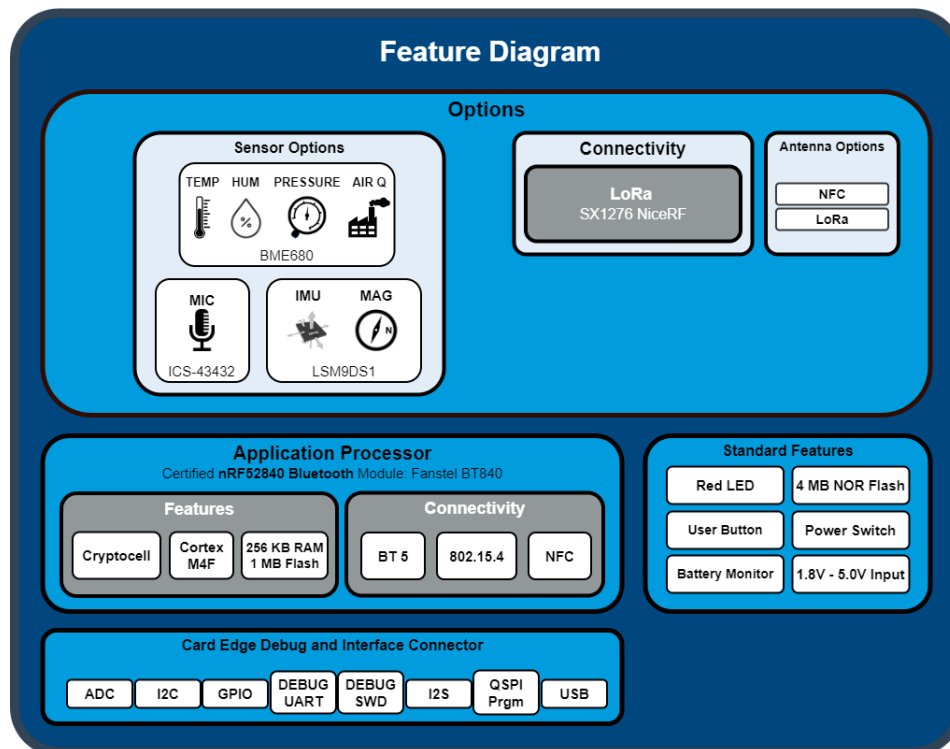 Feature Diagram
Options
Sensor Options
TEMP HUM PRESSURE AIR Q
%
BME680
MIC
ICS-43432
IMU MAG
N
LSM9DS1
Connectivity
LoRa
SX1276 NiceRF
Antenna Options
NFC
LoRa
Application Processor
Certified nRF52840 Bluetooth Module: Fanstel BT840
Features
Cryptocell
Cortex
M4F
256 KB RAM
1 MB Flash
Connectivity
BT 5
802.15.4
NFC
Standard Features
Red LED
4 MB NOR Flash
User Button
Power Switch
Battery Monitor
1.8V - 5.0V Input
Card Edge Debug and Interface Connector
ADC
I2C
GPIO
DEBUG
UART
DEBUG
SWD
I2S
QSPI
Prgm
USB